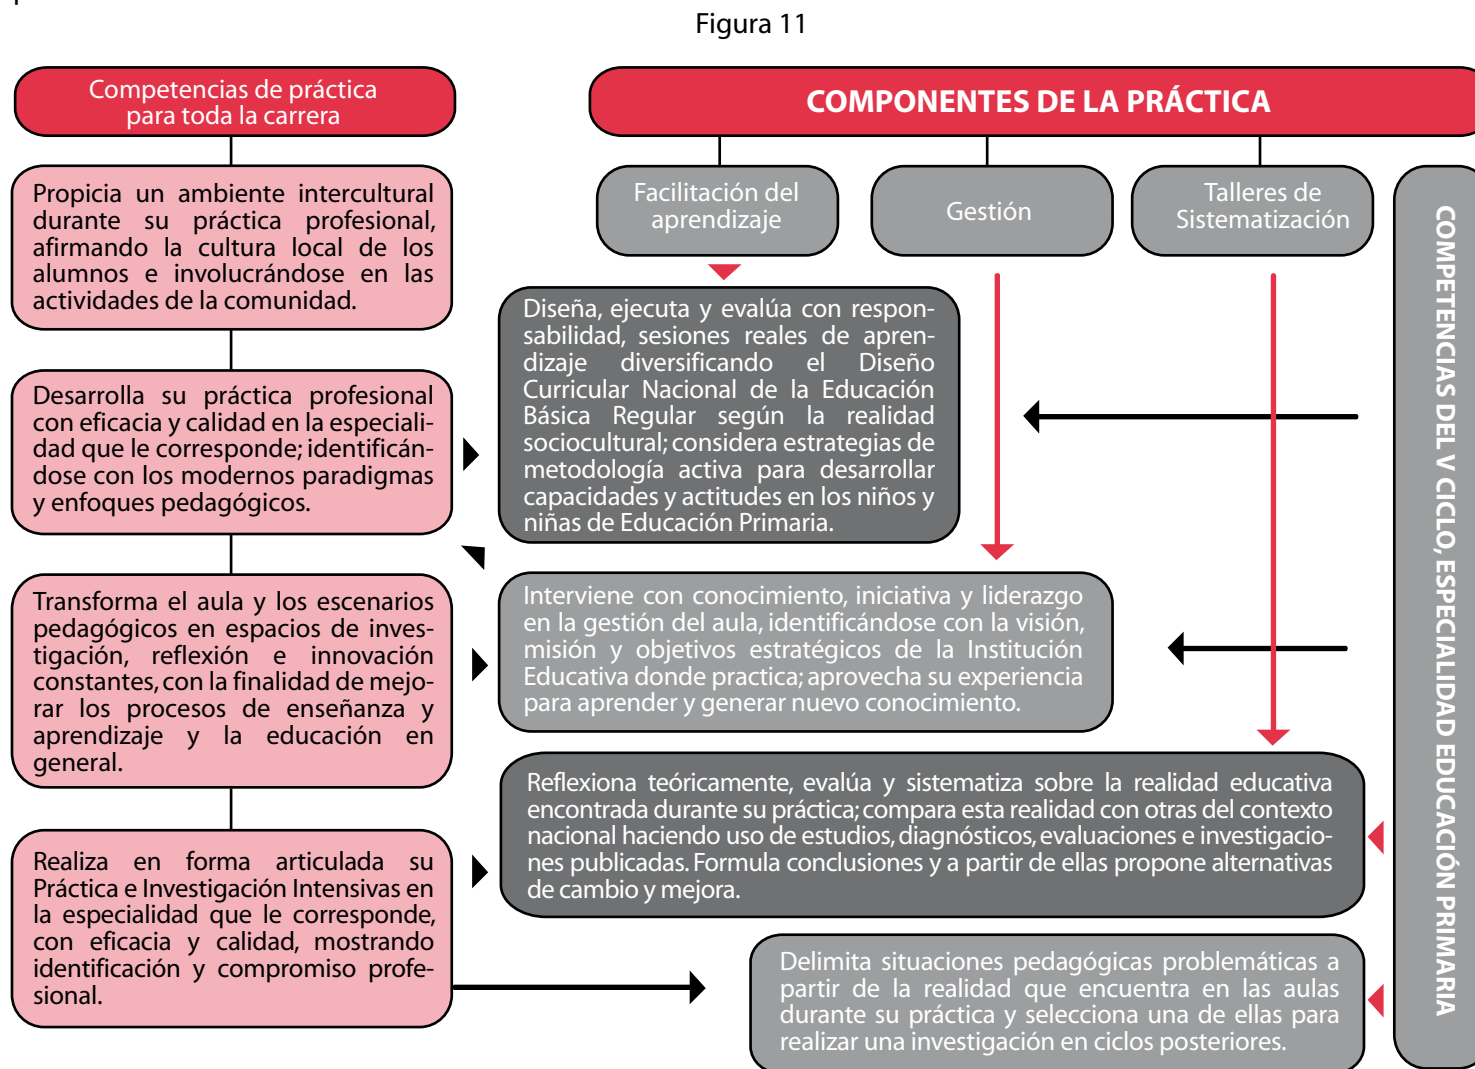 Figura 11
Competencias de práctica
para toda la carrera
Propicia un ambiente intercultural
durante su práctica profesional,
afirmando la cultura local de los
alumnos e involucrándose en las
actividades de la comunidad.
Desarrolla su práctica profesional
con eficacia y calidad en la especiali-
dad que le corresponde; identificán-
dose con los modernos paradigmas
y enfoques pedagógicos.
Transforma el aula y los escenarios
pedagógicos en espacios de inves-
tigación, reflexión e innovación
constantes, con la finalidad de mejo-
rar los procesos de enseñanza y
aprendizaje y la educación en
general.
Realiza en forma articulada su
Práctica e Investigación Intensivas en
la especialidad que le corresponde,
con eficacia y calidad, mostrando
identificación y compromiso profe-
sional.
COMPONENTES DE LA PRÁCTICA
Facilitación del
aprendizaje
Gestión
Talleres de
Sistematización
Diseña, ejecuta y evalúa con respon-
sabilidad, sesiones reales de apren-
dizaje diversificando el Diseño
Curricular Nacional de la Educación
Básica Regular según la realidad
sociocultural; considera estrategias de
metodología activa para desarrollar
capacidades y actitudes en los niños y
niñas de Educación Primaria.
Interviene con conocimiento, iniciativa y liderazgo
en la gestión del aula, identificándose con la visión,
misión y objetivos estratégicos de la Institución
Educativa donde practica; aprovecha su experiencia
para aprender y generar nuevo conocimiento.
Reflexiona teóricamente, evalúa y sistematiza sobre la realidad educativa
encontrada durante su práctica; compara esta realidad con otras del contexto
nacional haciendo uso de estudios, diagnósticos, evaluaciones e investigacio-
nes publicadas. Formula conclusiones y a partir de ellas propone alternativas
de cambio y mejora.
Delimita situaciones pedagógicas problemáticas a
partir de la realidad que encuentra en las aulas
durante su práctica y selecciona una de ellas para
realizar una investigación en ciclos posteriores.
COMPETENCIAS DEL V CICLO, ESPECIALIDAD EDUCACIÓN PRIMARIA